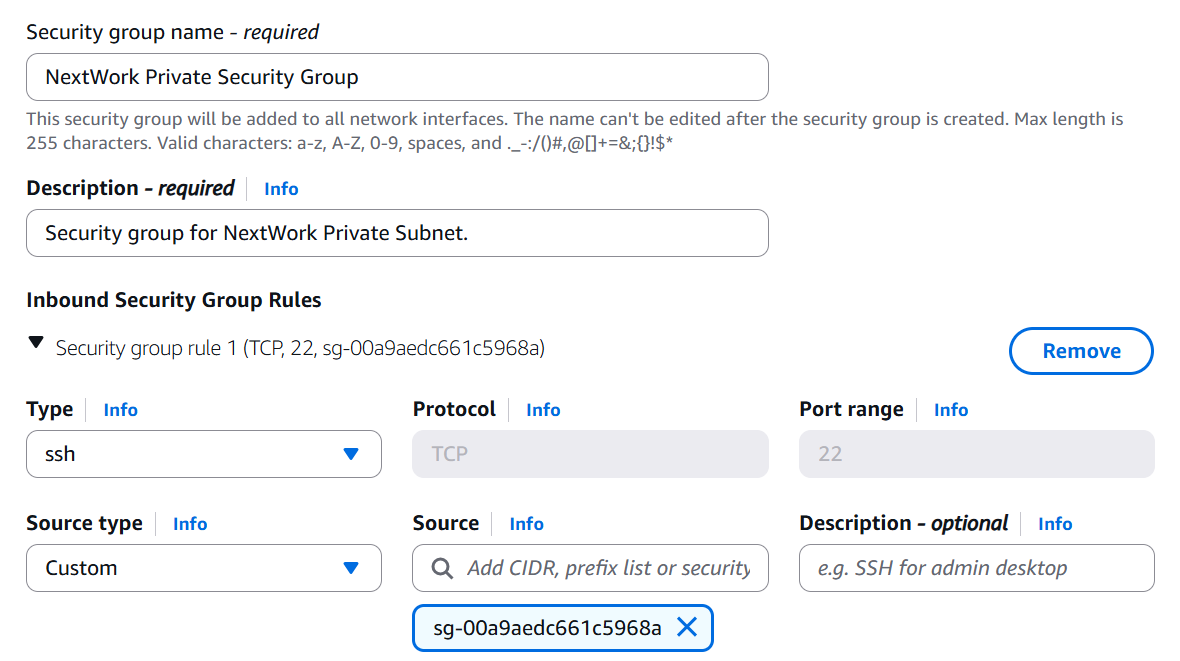 Security group name - required
NextWork Private Security Group
This security group will be added to all network interfaces. The name can't be edited after the security group is created. Max length is
255 characters. Valid characters: a-z, A-Z, 0-9, spaces, and ._-:/()#,@[]+=&;{}!$*
Description - required Info
Security group for NextWork Private Subnet.
Inbound Security Group Rules
Security group rule 1 (TCP, 22, sg-00a9aedc661c5968a)
Remove
Type Info Protocol Info Port range Info
ssh TCP 22
Source type Info Source Info Description - optional Info
Custom Add CIDR, prefix list or security e.g. SSH for admin desktop
sg-00a9aedc661c5968a